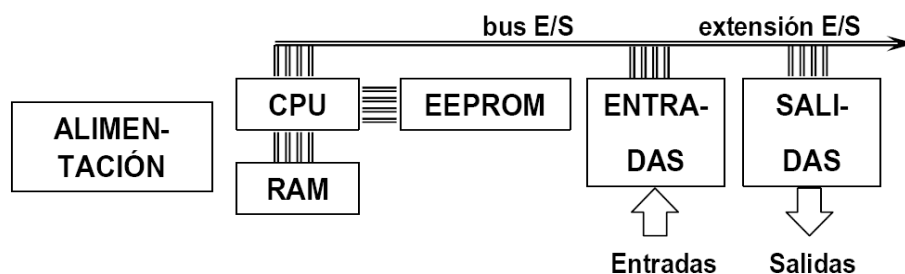 bus E/S
extensión E/S
ALIMEN-
TACIÓN
CPU
EEPROM
RAM
ENTRA-
DAS
SALI-
DAS
Entradas
Salidas